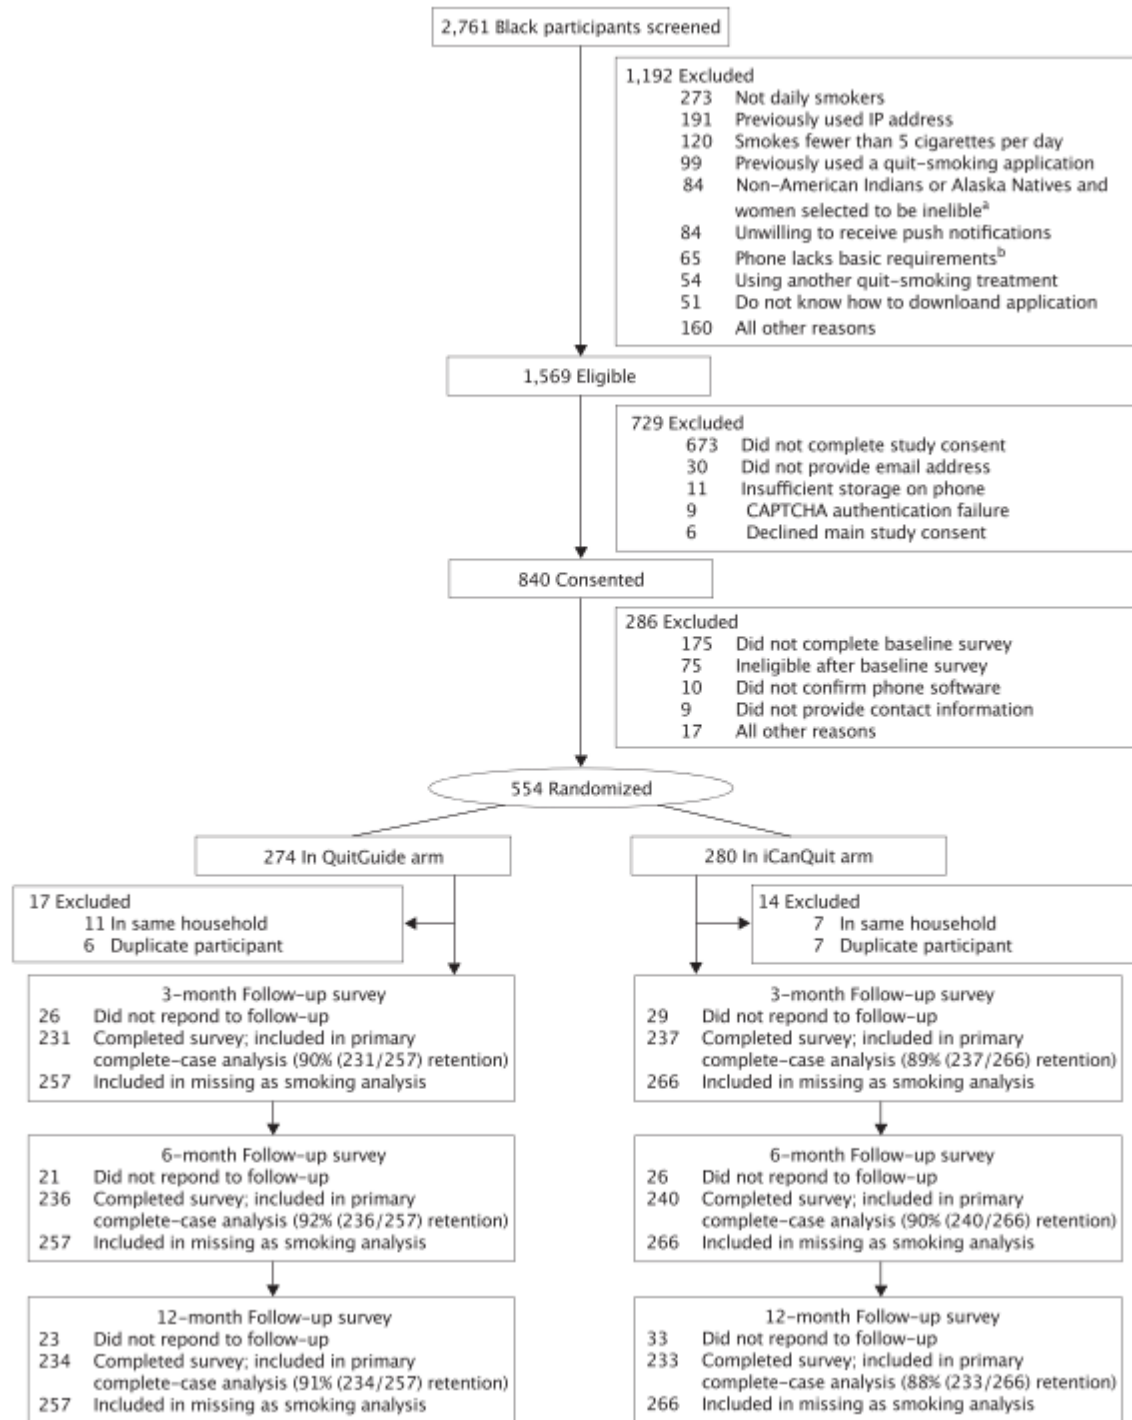 2,761 Black participants screened
1,192 Excluded
273 Not daily smokers
191 Previously used IP address
120 Smokes fewer than 5 cigarettes per day
99 Previously used a quit-smoking application
84 Non-American Indians or Alaska Natives and
women selected to be inelible^a
84 Unwilling to receive push notifications
65 Phone lacks basic requirements^b
54 Using another quit-smoking treatment
51 Do not know how to downloand application
160 All other reasons
1,569 Eligible
729 Excluded
673 Did not complete study consent
30 Did not provide email address
11 Insufficient storage on phone
9 CAPTCHA authentication failure
6 Declined main study consent
840 Consented
286 Excluded
175 Did not complete baseline survey
75 Ineligible after baseline survey
10 Did not confirm phone software
9 Did not provide contact information
17 All other reasons
554 Randomized
274 In QuitGuide arm
17 Excluded
11 In same household
6 Duplicate participant
3-month Follow-up survey
26 Did not respond to follow-up
231 Completed survey; included in primary
complete-case analysis (90% (231/257) retention)
257 Included in missing as smoking analysis
6-month Follow-up survey
21 Did not repond to follow-up
236 Completed survey; included in primary
complete-case analysis (92% (236/257) retention)
257 Included in missing as smoking analysis
12-month Follow-up survey
23 Did not respond to follow-up
234 Completed survey; included in primary
complete-case analysis (91% (234/257) retention)
257 Included in missing as smoking analysis
280 In iCanQuit arm
14 Excluded
7 In same household
7 Duplicate participant
3-month Follow-up survey
29 Did not respond to follow-up
237 Completed survey; included in primary
complete-case analysis (89% (237/266) retention)
266 Included in missing as smoking analysis
6-month Follow-up survey
26 Did not respond to follow-up
240 Completed survey; included in primary
complete-case analysis (90% (240/266) retention)
266 Included in missing as smoking analysis
12-month Follow-up survey
33 Did not respond to follow-up
233 Completed survey; included in primary
complete-case analysis (88% (233/266) retention)
266 Included in missing as smoking analysis